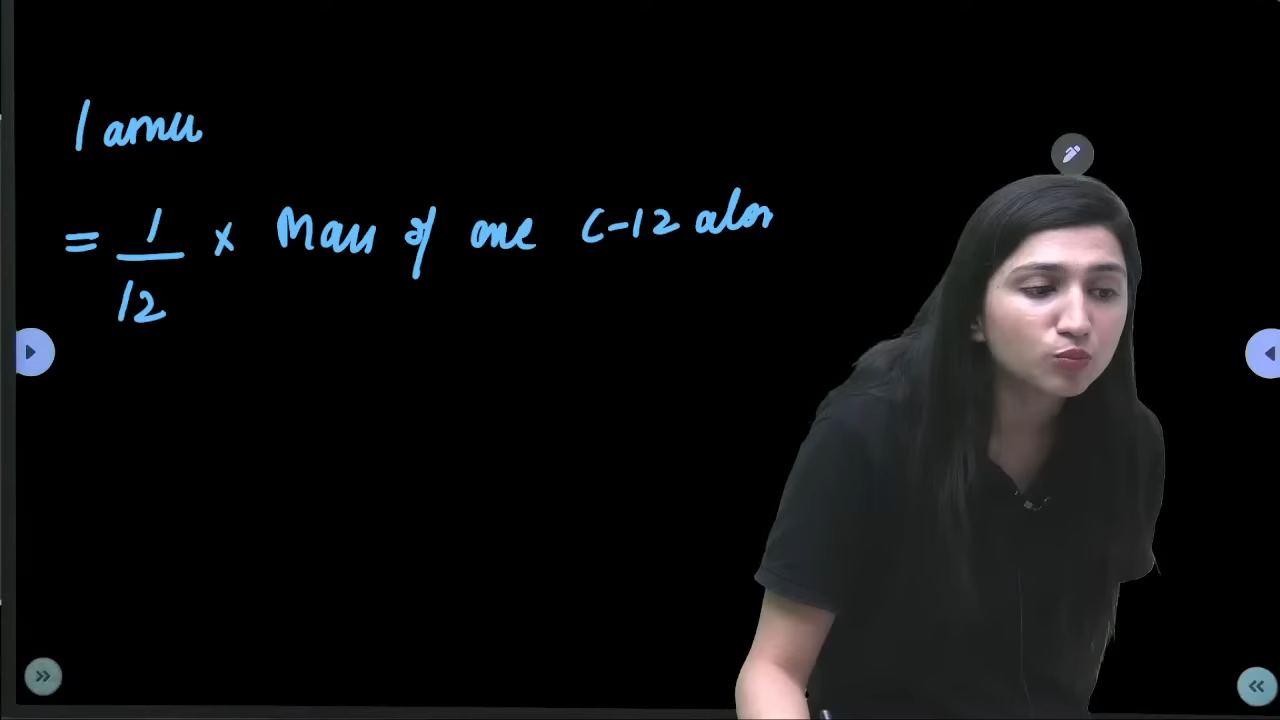 1 amu
= 1/12 × Mass of one C-12 atom